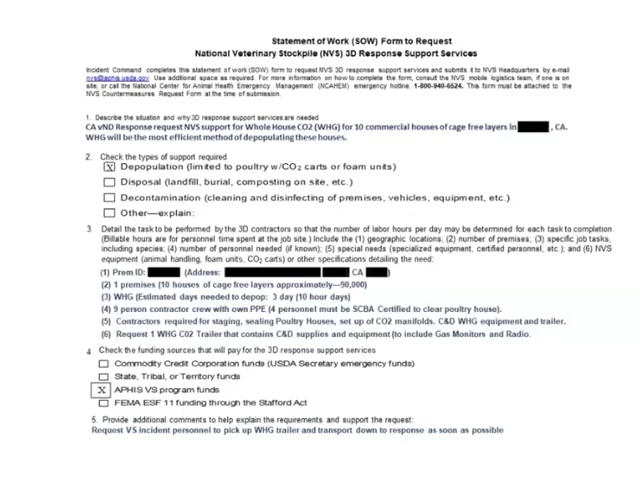 Statement of Work (SOW) Form to Request
National Veterinary Stockpile (NVS) 3D Response Support Services
Incident Command completes this statement of work (SOW) form to request NVS 3D response support services and submits it to NVS Headquarters by e-mail
nvs@aphis.usda.gov. Use additional space as required. For more information on how to complete the form, consult the NVS mobile logistics team, if one is on
site, or call the National Center for Animal Health Emergency Management (NCAHEM) emergency hotline, 1-800-940-6524. This form must be attached to the
NVS Countermeasures Request Form at the time of submission.
1. Describe the situation and why 3D response support services are needed
CA vND Response request NVS support for Whole House CO2 (WHG) for 10 commercial houses of cage free layers in , CA.
WHG will be the most efficient method of depopulating these houses.
2. Check the types of support required
X Depopulation (limited to poultry w/CO2 carts or foam units)
Disposal (landfill, burial, composting on site, etc.)
Decontamination (cleaning and disinfecting of premises, vehicles, equipment, etc.)
Other—explain:
3. Detail the task to be performed by the 3D contractors so that the number of labor hours per day may be determined for each task to completion.
(Billable hours are for personnel time spent at the job site.) Include the (1) geographic locations; (2) number of premises; (3) specific job tasks,
including species; (4) number of personnel needed (if known); (5) special needs (specialized equipment, certified personnel, etc.); and (6) NVS
equipment (animal handling, foam units, CO2 carts) or other specifications detailing the need:
(1) Prem ID: (Address: CA )
(2) 1 premises (10 houses of cage free layers approximately—90,000)
(3) WHG (Estimated days needed to depop: 3 day (10 hour days)
(4) 9 person contractor crew with own PPE (4 personnel must be SCBA Certified to clear poultry house).
(5) Contractors required for staging, sealing Poultry Houses, set up of CO2 manifolds. C&D WHG equipment and trailer.
(6) Request 1 WHG C02 Trailer that contains C&D supplies and equipment (to include Gas Monitors and Radio.
4 Check the funding sources that will pay for the 3D response support services
Commodity Credit Corporation funds (USDA Secretary emergency funds)
State, Tribal, or Territory funds
X APHIS VS program funds
FEMA ESF 11 funding through the Stafford Act
5. Provide additional comments to help explain the requirements and support the request:
Request VS incident personnel to pick up WHG trailer and transport down to response as soon as possible